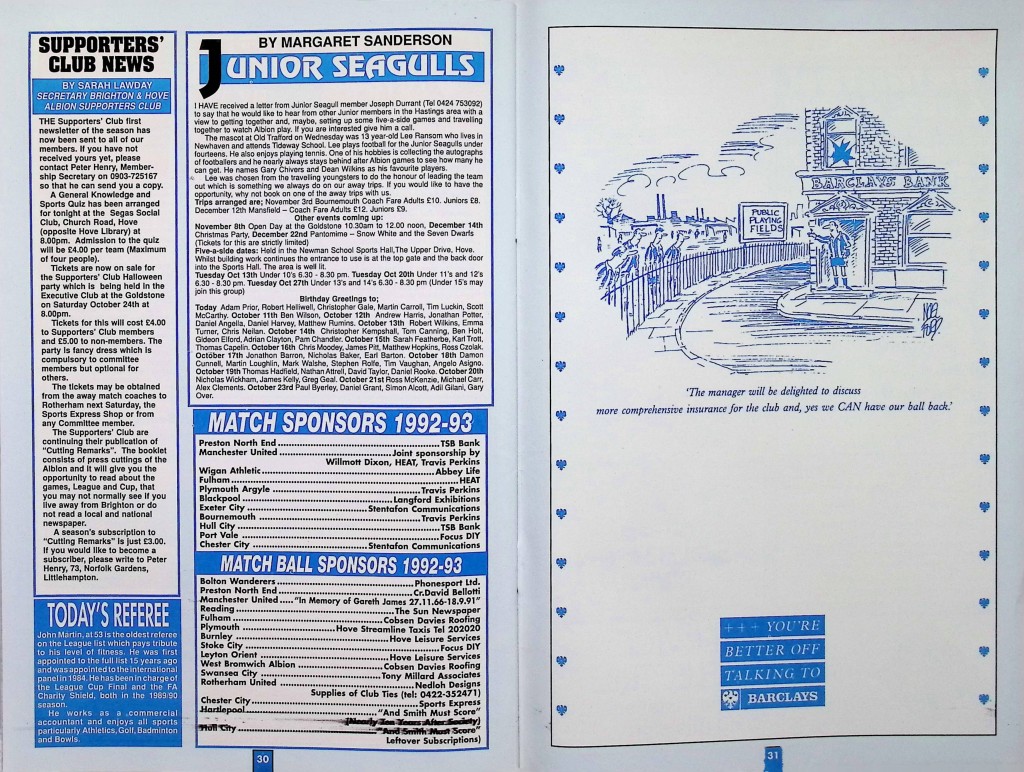 SUPPORTERS'
CLUB NEWS
BY SARAH LAWDAY
SECRETARY BRIGHTON & HOVE
ALBION SUPPORTERS CLUB
THE Supporters' Club first
newsletter of the season has
now been sent to all of our
members. If you have not
received yours yet, please
contact Peter Henry, Member-
ship Secretary on 0903-725167
so that he can send you a copy.
A General Knowledge and
Sports Quiz has been arranged
for tonight at the Segas Social
Club, Church Road, Hove
(opposite Hove Library) at
8.00pm. Admission to the quiz
will be £4.00 per team (Maximum
of four people).
Tickets are now on sale for
the Supporters' Club Halloween
party which is being held in the
Executive Club at the Goldstone
on Saturday October 24th at
8.00pm.
Tickets for this will cost £4.00
to Supporters' Club members
and £5.00 to non-members. The
party is fancy dress which is
compulsory to committee
members but optional for
others.
The tickets may be obtained
from the away match coaches to
Rotherham next Saturday, the
Sports Express Shop or from
any Committee member.
The Supporters' Club are
continuing their publication of
"Cutting Remarks". The booklet
consists of press cuttings of the
Albion and it will give you the
opportunity to read about the
games, League and Cup, that
you may not normally see if you
live away from Brighton or do
not read a local and national
newspaper.
A season's subscription to
"Cutting Remarks" is just £3.00.
If you would like to become a
subscriber, please write to Peter
Henry, 73, Norfolk Gardens,
Littlehampton.
TODAY'S REFEREE
John Martin, at 53 is the oldest referee
on the League list which pays tribute
to his level of fitness. He was first
appointed to the full list 15 years ago
and was appointed to the international
panel in 1984. He has been in charge of
the League Cup Final and the FA
Charity Shield, both in the 1989/90
season.
He works as a commercial
accountant and enjoys all sports
particularly Athletics, Golf, Badminton
and Bowls.
BY MARGARET SANDERSON
JUNIOR SEAGULLS
I HAVE received a letter from Junior Seagull member Joseph Durrant (Tel 0424 753092)
to say that he would like to hear from other Junior members in the Hastings area with a
view to getting together and, maybe, setting up some five-a-side games and travelling
together to watch Albion play. If you are interested give him a call.
The mascot at Old Trafford on Wednesday was 13 year-old Lee Ransom who lives in
Newhaven and attends Tideway School. Lee plays football for the Junior Seagulls under
fourteens. He also enjoys playing tennis. One of his hobbies is collecting the autographs
of footballers and he nearly always stays behind after Albion games to see how many he
can get. He names Gary Chivers and Dean Wilkins as his favourite players.
Lee was chosen from the travelling youngsters to do the honour of leading the team
out which is something we always do on our away trips. If you would like to have the
opportunity, why not book on one of the away trips with us.
Trips arranged are; November 3rd Bournemouth Coach Fare Adults £10. Juniors £8.
December 12th Mansfield – Coach Fare Adults £12. Juniors £9.
Other events coming up:
November 8th Open Day at the Goldstone 10.30am to 12.00 noon, December 14th
Christmas Party, December 22nd Pantomime – Snow White and the Seven Dwarfs
(Tickets for this are strictly limited)
Five-a-side dates: Held in the Newman School Sports Hall, The Upper Drive, Hove.
Whilst building work continues the entrance to use is at the top gate and the back door
into the Sports Hall. The area is well lit.
Tuesday Oct 13th Under 10's 6.30 - 8.30 pm. Tuesday Oct 20th Under 11's and 12's
6.30 - 8.30 pm. Tuesday Oct 27th Under 13's and 14's 6.30 - 8.30 pm (Under 15's may
join this group)
Birthday Greetings to;
Today Adam Prior, Robert Helliwell, Christopher Gale, Martin Carroll, Tim Luckin, Scott
McCarthy. October 11th Ben Wilson, October 12th Andrew Harris, Jonathan Potter,
Daniel Angella, Daniel Harvey, Matthew Rumins. October 13th Robert Wilkins, Emma
Turner, Chris Neilan. October 14th Christopher Kempshall, Tom Canning, Ben Holt,
Gideon Elford, Adrian Clayton, Pam Chandler. October 15th Sarah Featherbe, Karl Trott,
Thomas Capelin. October 16th Chris Moody, James Pitt, Matthew Hopkins, Ross Czolak.
October 17th Jonathon Barron, Nicholas Baker, Earl Barton. October 18th Damon
Connell, Martin Loughlin, Mark Walshe, Stephen Rolfe, Tim Vaughan, Angelo Asigno.
October 19th Thomas Hadfield, Nathan Attrell, David Taylor, Daniel Rooke. October 20th
Nicholas Wickham, James Kelly, Greg Geal. October 21st Ross McKenzie, Michael Carr,
Alex Clements. October 23rd Paul Byerley, Daniel Grant, Simon Alcott, Adil Gilani, Gary
Over.
MATCH SPONSORS 1992-93
Preston North End ... TSB Bank
Manchester United ... Joint sponsorship by
Willmott Dixon, HEAT, Travis Perkins
Wigan Athletic ... Abbey Life
Fulham ... HEAT
Plymouth Argyle ... Travis Perkins
Blackpool ... Langford Exhibitions
Exeter City ... Stentafon Communications
Bournemouth ... Travis Perkins
Hull City ... TSB Bank
Port Vale ... Focus DIY
Chester City ... Stentafon Communications
MATCH BALL SPONSORS 1992-93
Bolton Wanderers ... Phonesport Ltd.
Preston North End ... Cr.David Bellotti
Manchester United ... "In Memory of Gareth James 27.11.66-18.9.91"
Reading ... The Sun Newspaper
Fulham ... Cobsen Davies Roofing
Plymouth ... Hove Streamline Taxis Tel 202020
Burnley ... Hove Leisure Services
Stoke City ... Focus DIY
Leyton Orient ... Hove Leisure Services
West Bromwich Albion ... Cobsen Davies Roofing
Swansea City ... Tony Millard Associates
Rotherham United ... Nedloh Designs
Supplies of Club Ties (tel: 0422-352471)
Chester City ... Sports Express
Hartlepool ... "And Smith Must Score"
(Nearly Ten Years After Society)
Hull City ... "And Smith Must Score"
Leftover Subscriptions)
30
BARCLAYS BANK
PUBLIC
PLAYING
FIELDS
'The manager will be delighted to discuss
more comprehensive insurance for the club and, yes we CAN have our ball back.'
+++ YOU'RE
BETTER OFF
TALKING TO
BARCLAYS
31